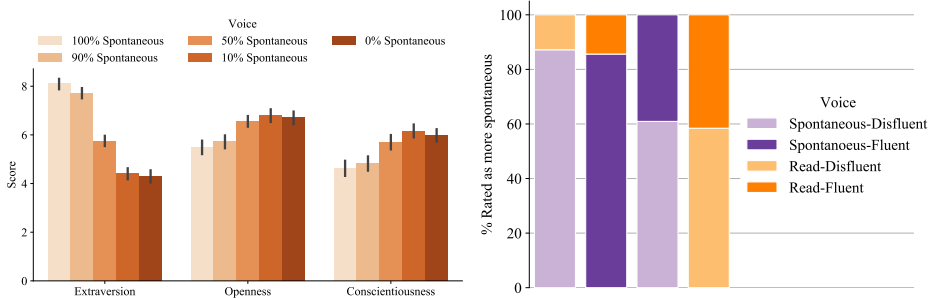 Voice
100% Spontaneous
50% Spontaneous
0% Spontaneous
90% Spontaneous
10% Spontaneous
Score
8
6
4
2
0
Extraversion
Openness
Conscientiousness
% Rated as more spontaneous
100
80
60
40
20
0
Voice
Spontaneous-Disfluent
Spontanoeus-Fluent
Read-Disfluent
Read-Fluent